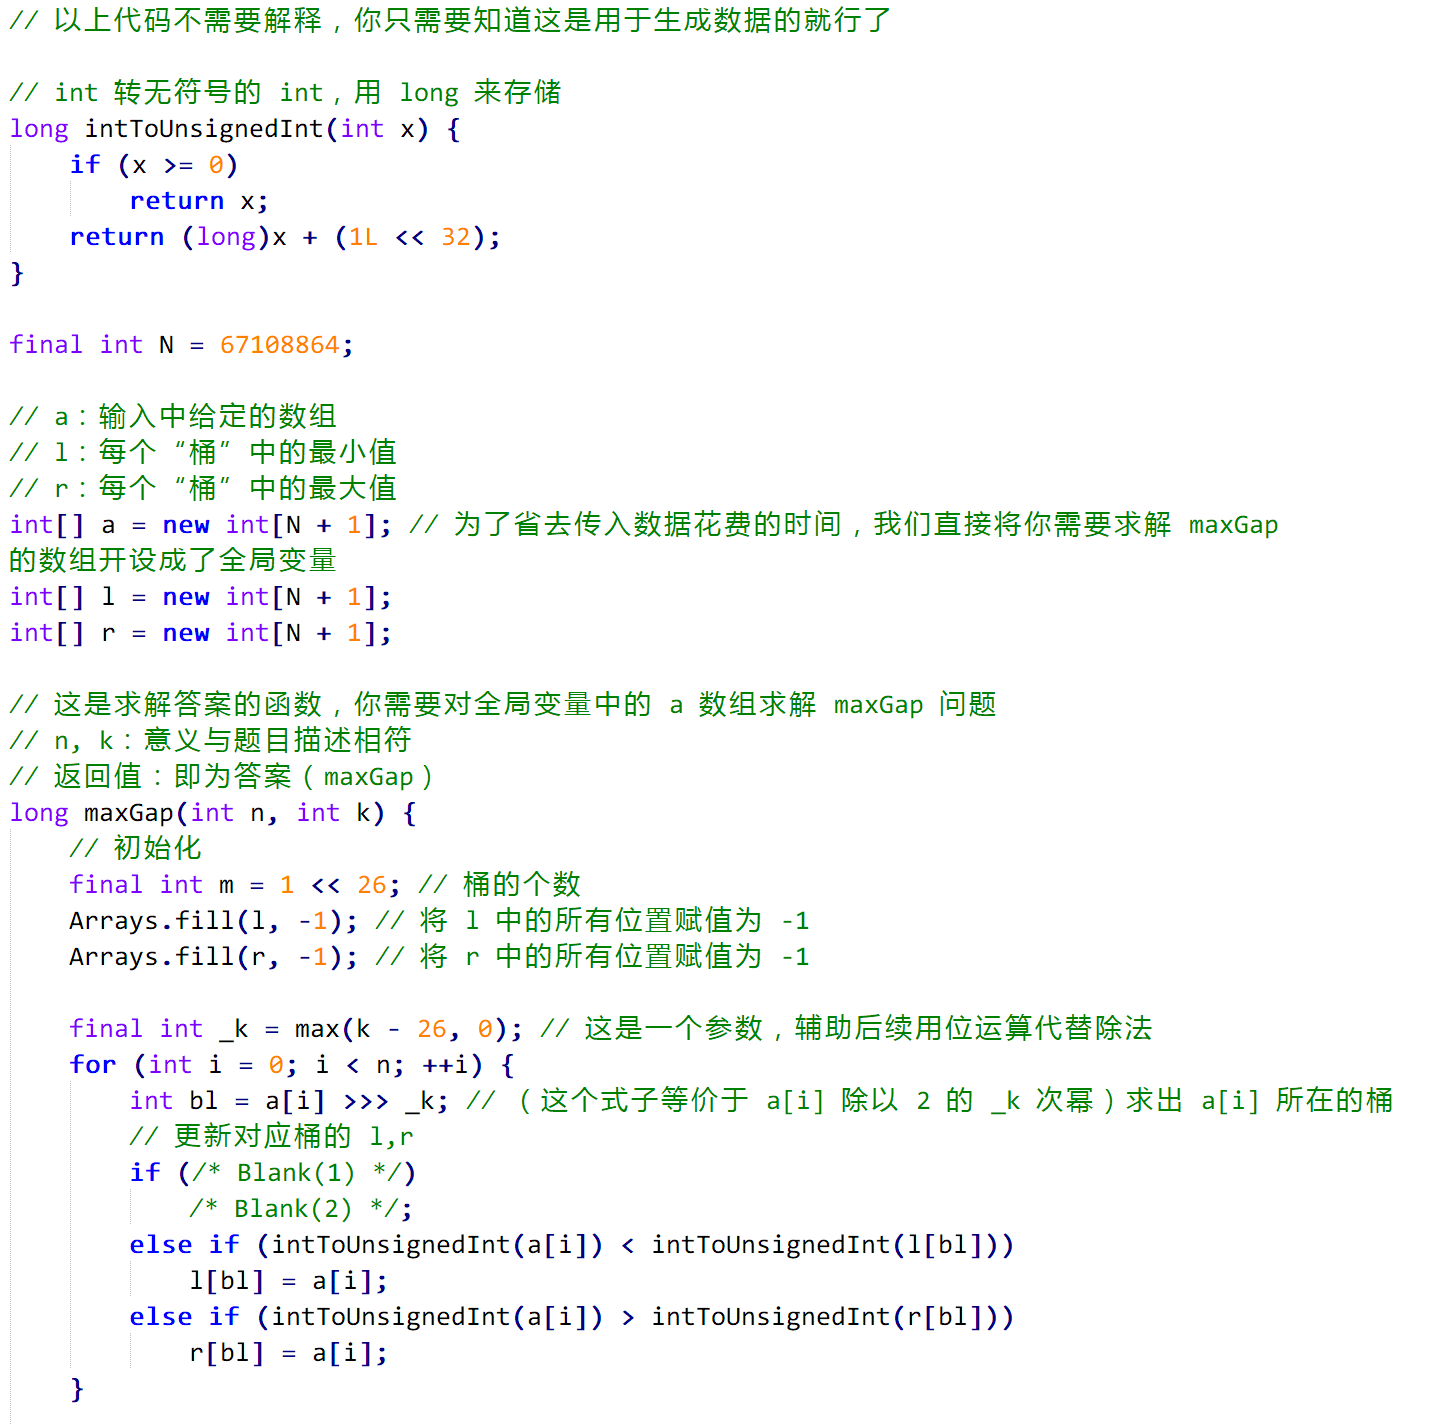 // 以上代码不需要解释，你只需要知道这是用于生成数据的就行了
// int 转无符号的 int，用 long 来存储
long intToUnsignedInt(int x) {
    if (x >= 0)
        return x;
    return (long)x + (1L << 32);
}
final int N = 67108864;
// a：输入中给定的数组
// l：每个“桶”中的最小值
// r：每个“桶”中的最大值
int[] a = new int[N + 1]; // 为了省去传入数据花费的时间，我们直接将你需要求解 maxGap
的数组开设成了全局变量
int[] l = new int[N + 1];
int[] r = new int[N + 1];
// 这是求解答案的函数，你需要对全局变量中的 a 数组求解 maxGap 问题
// n, k：意义与题目描述相符
// 返回值：即为答案（maxGap）
long maxGap(int n, int k) {
    // 初始化
    final int m = 1 << 26; // 桶的个数
    Arrays.fill(l, -1); // 将 l 中的所有位置赋值为 -1
    Arrays.fill(r, -1); // 将 r 中的所有位置赋值为 -1
    final int _k = max(k - 26, 0); // 这是一个参数，辅助后续用位运算代替除法
    for (int i = 0; i < n; ++i) {
        int bl = a[i] >>> _k; // （这个式子等价于 a[i] 除以 2 的 _k 次幂）求出 a[i] 所在的桶
        // 更新对应桶的 l,r
        if (/* Blank(1) */)
            /* Blank(2) */;
        else if (intToUnsignedInt(a[i]) < intToUnsignedInt(l[bl]))
            l[bl] = a[i];
        else if (intToUnsignedInt(a[i]) > intToUnsignedInt(r[bl]))
            r[bl] = a[i];
    }